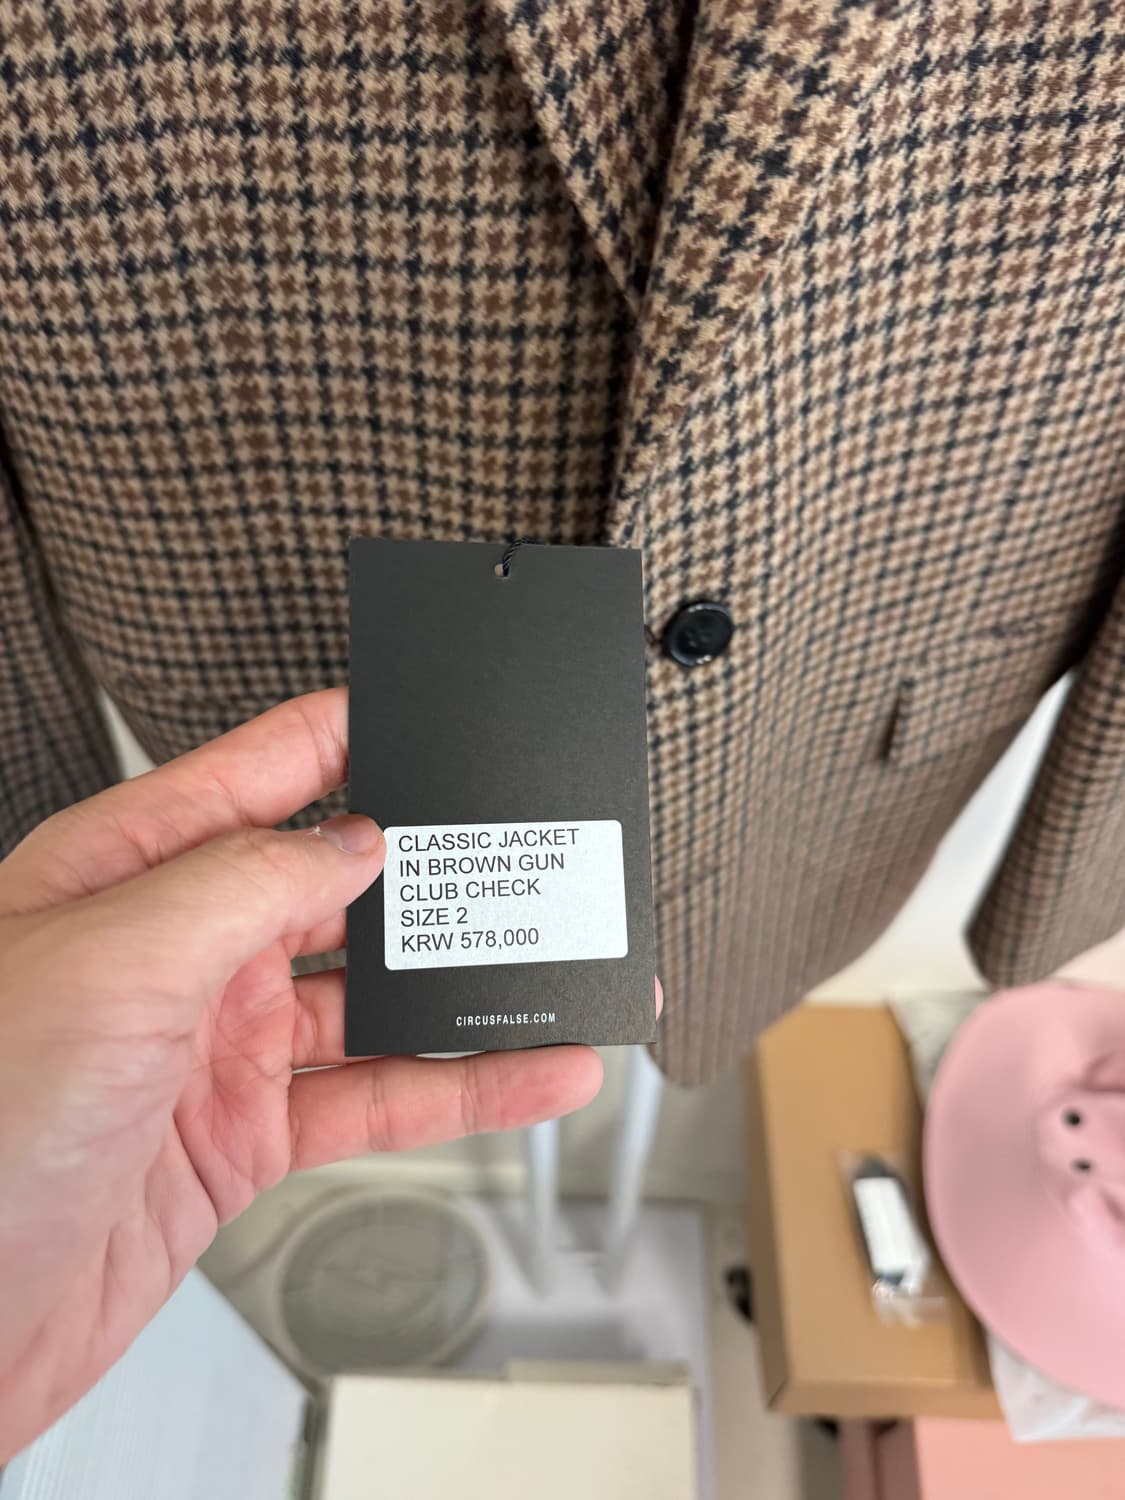 CLASSIC JACKET
IN BROWN GUN
CLUB CHECK
SIZE 2
KRW 578,000
CIRCUSFALSE.COM